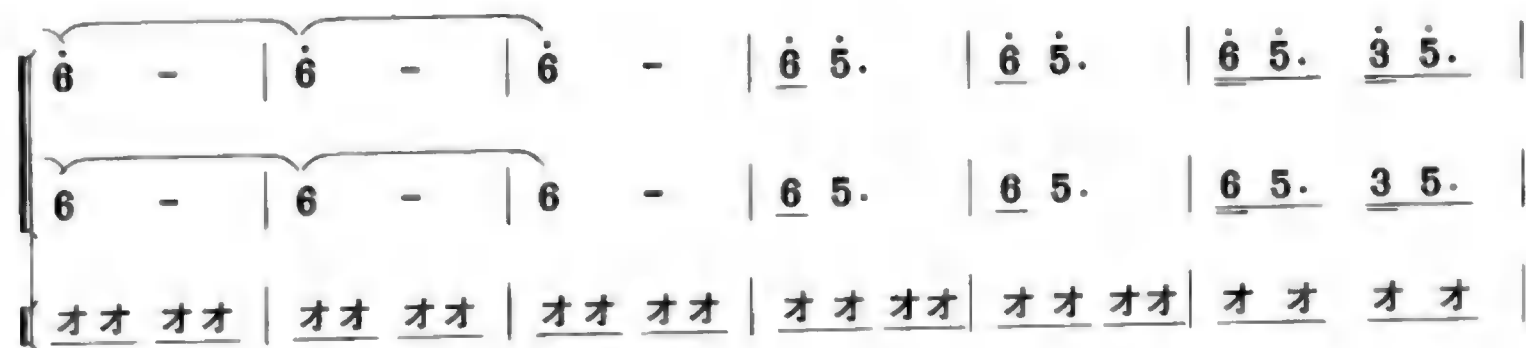 6̇ - | 6̇ - | 6̇ - | 6̇ 5̇. | 6̇ 5̇. | 6̇ 5̇. 3̇ 5̇. |
6 - | 6 - | 6 - | 6 5. | 6 5. | 6 5. 3 5. |
オオ オオ | オオ オオ | オオ オオ | オ オ オオ | オ オ オオ | オ オ オ オ |